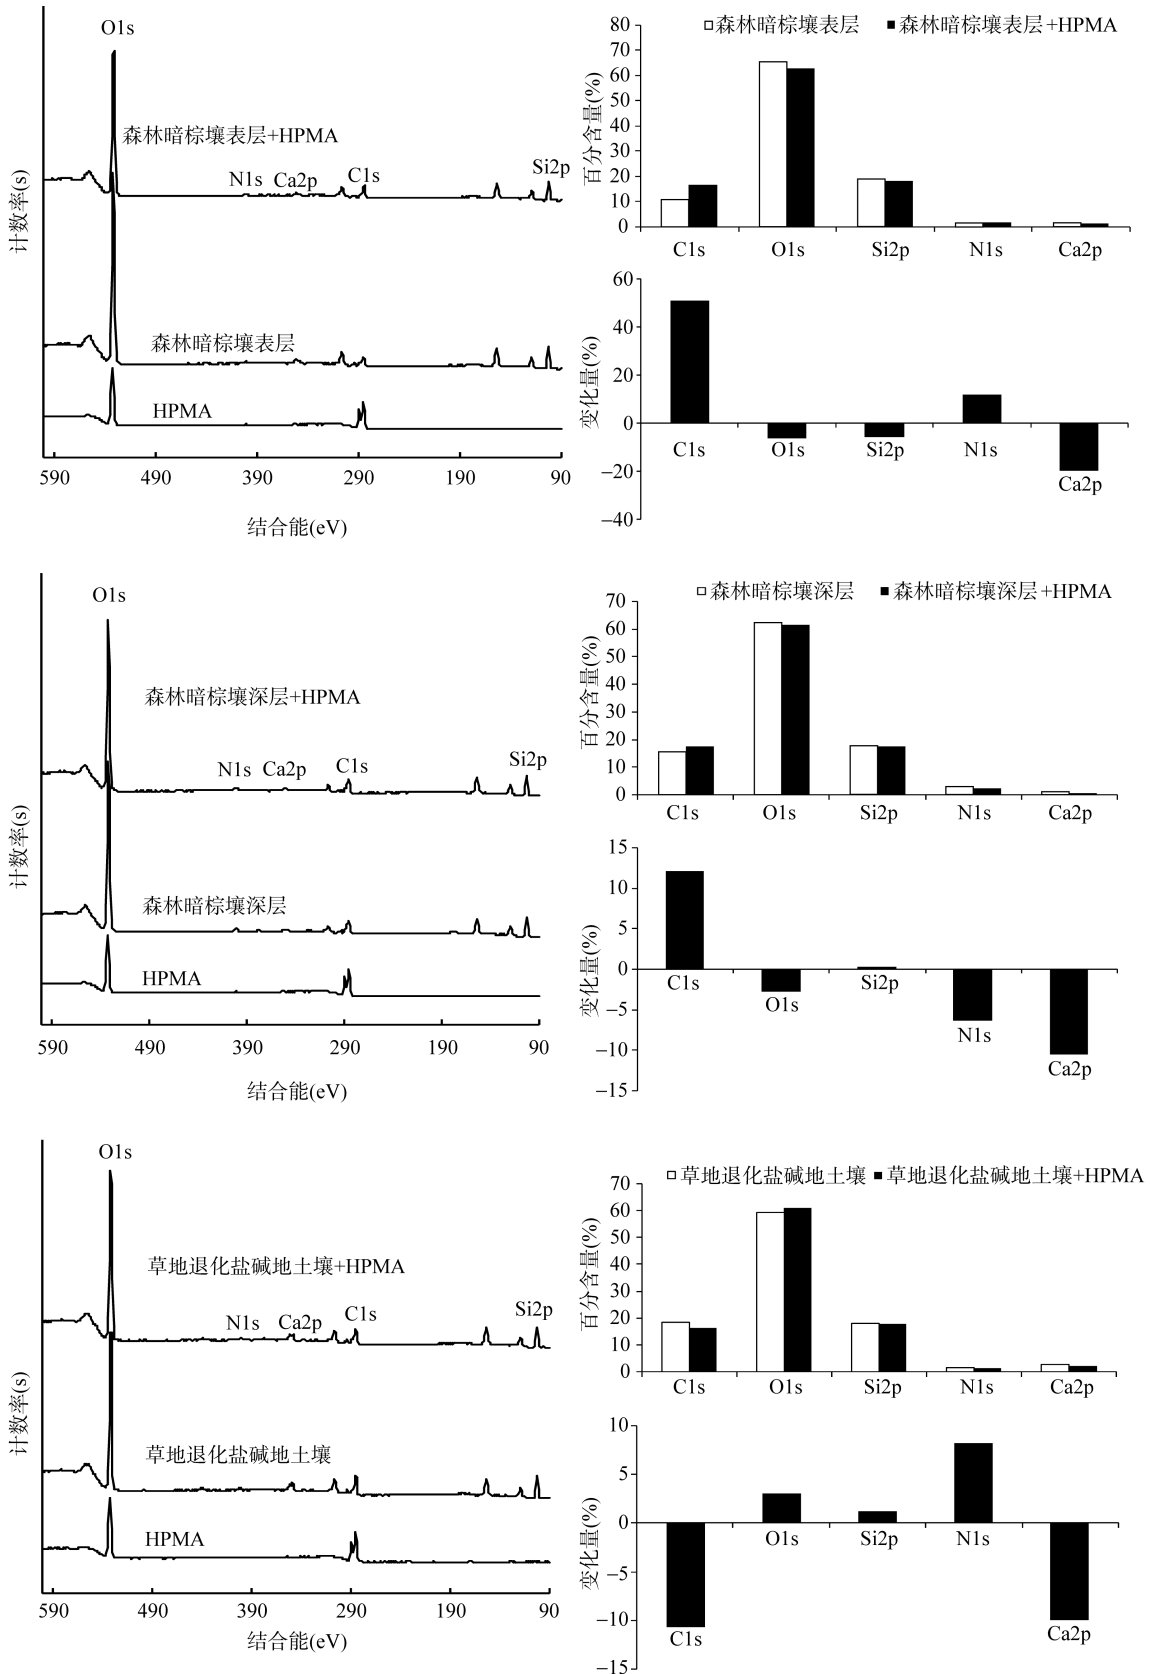 O1s
森林暗棕壤表层+HPMA
N1s Ca2p C1s Si2p
森林暗棕壤表层
HPMA
计数率(s)
590 490 390 290 190 90
结合能(eV)
森林暗棕壤表层 森林暗棕壤表层+HPMA
百分含量(%)
80
70
60
50
40
30
20
10
0
C1s O1s Si2p N1s Ca2p
变化量(%)
60
40
20
0
−20
−40
C1s O1s Si2p N1s Ca2p
O1s
森林暗棕壤深层+HPMA
N1s Ca2p C1s Si2p
森林暗棕壤深层
HPMA
计数率(s)
590 490 390 290 190 90
结合能(eV)
森林暗棕壤深层 森林暗棕壤深层+HPMA
百分含量(%)
70
60
50
40
30
20
10
0
C1s O1s Si2p N1s Ca2p
变化量(%)
15
10
5
0
−5
−10
−15
C1s O1s Si2p N1s Ca2p
O1s
草地退化盐碱地土壤+HPMA
N1s Ca2p C1s Si2p
草地退化盐碱地土壤
HPMA
计数率(s)
590 490 390 290 190 90
结合能(eV)
草地退化盐碱地土壤 草地退化盐碱地土壤+HPMA
百分含量(%)
70
60
50
40
30
20
10
0
C1s O1s Si2p N1s Ca2p
变化量(%)
10
5
0
−5
−10
−15
C1s O1s Si2p N1s Ca2p